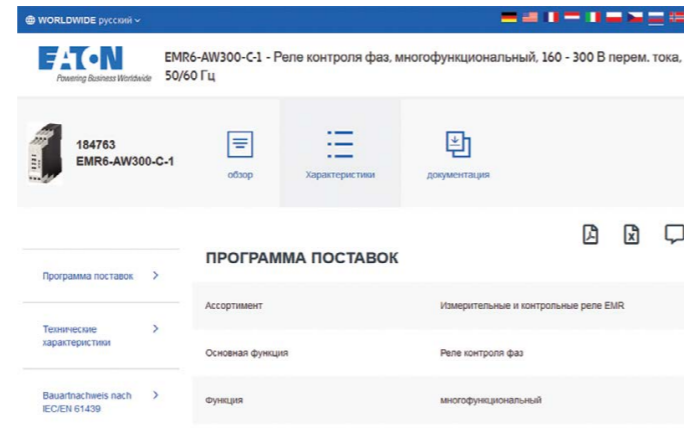 WORLDWIDE русский
EATON
Powering Business Worldwide
EMR6-AW300-C-1 - Реле контроля фаз, многофункциональный, 160 - 300 В перем. тока,
50/60 Гц
184763
EMR6-AW300-C-1
обзор
Характеристики
документация
ПРОГРАММА ПОСТАВОК
Программа поставок
Ассортимент
Измерительные и контрольные реле EMR
Технические
характеристики
Основная функция
Реле контроля фаз
Bauartnachweis nach
IEC/EN 61439
Функция
многофункциональный